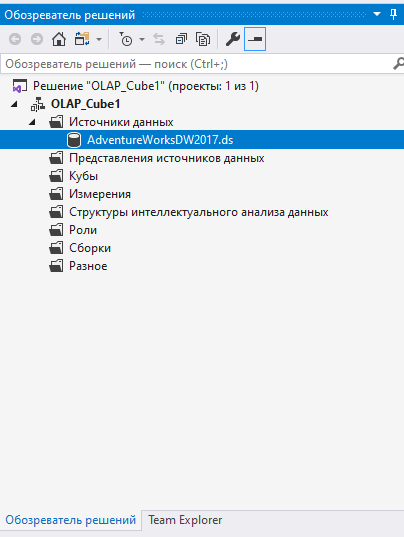 Обозреватель решений
Обозреватель решений — поиск (Ctrl+;)
Решение "OLAP_Cube1" (проекты: 1 из 1)
OLAP_Cube1
Источники данных
AdventureWorksDW2017.ds
Представления источников данных
Кубы
Измерения
Структуры интеллектуального анализа данных
Роли
Сборки
Разное
Обозреватель решений Team Explorer